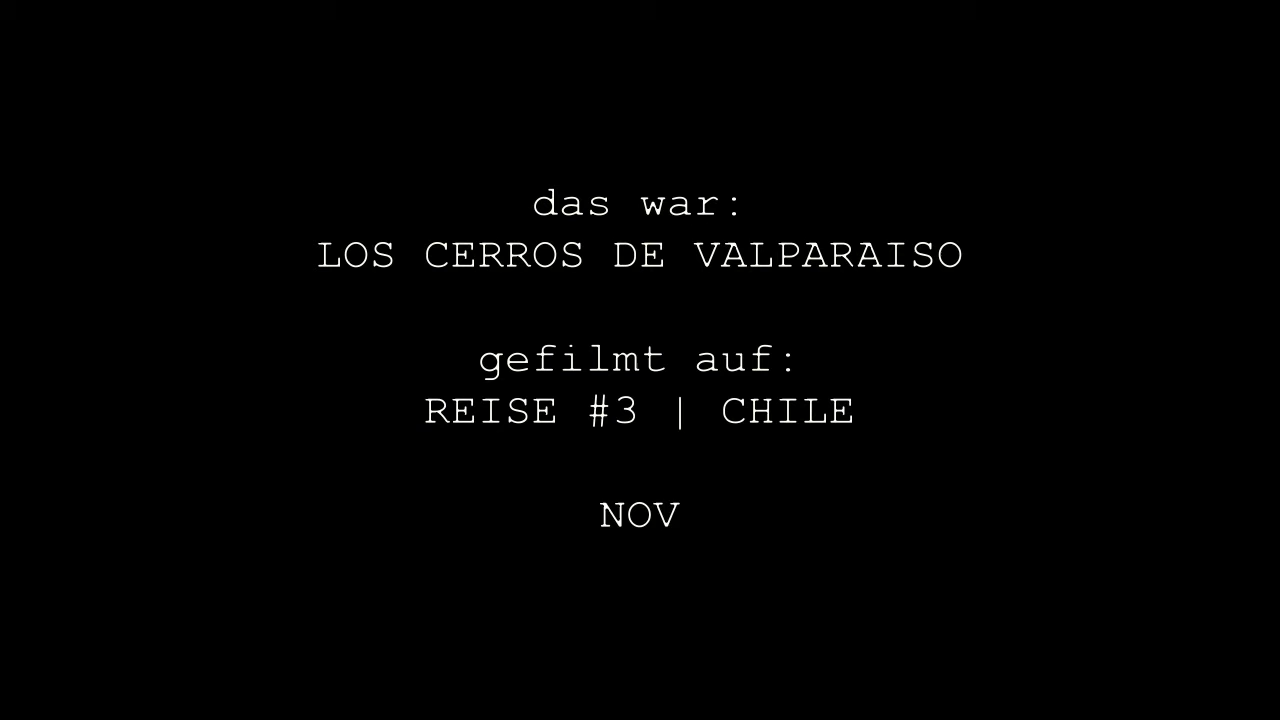 das war:
LOS CERROS DE VALPARAISO
gefilmt auf:
REISE #3 | CHILE
NOV